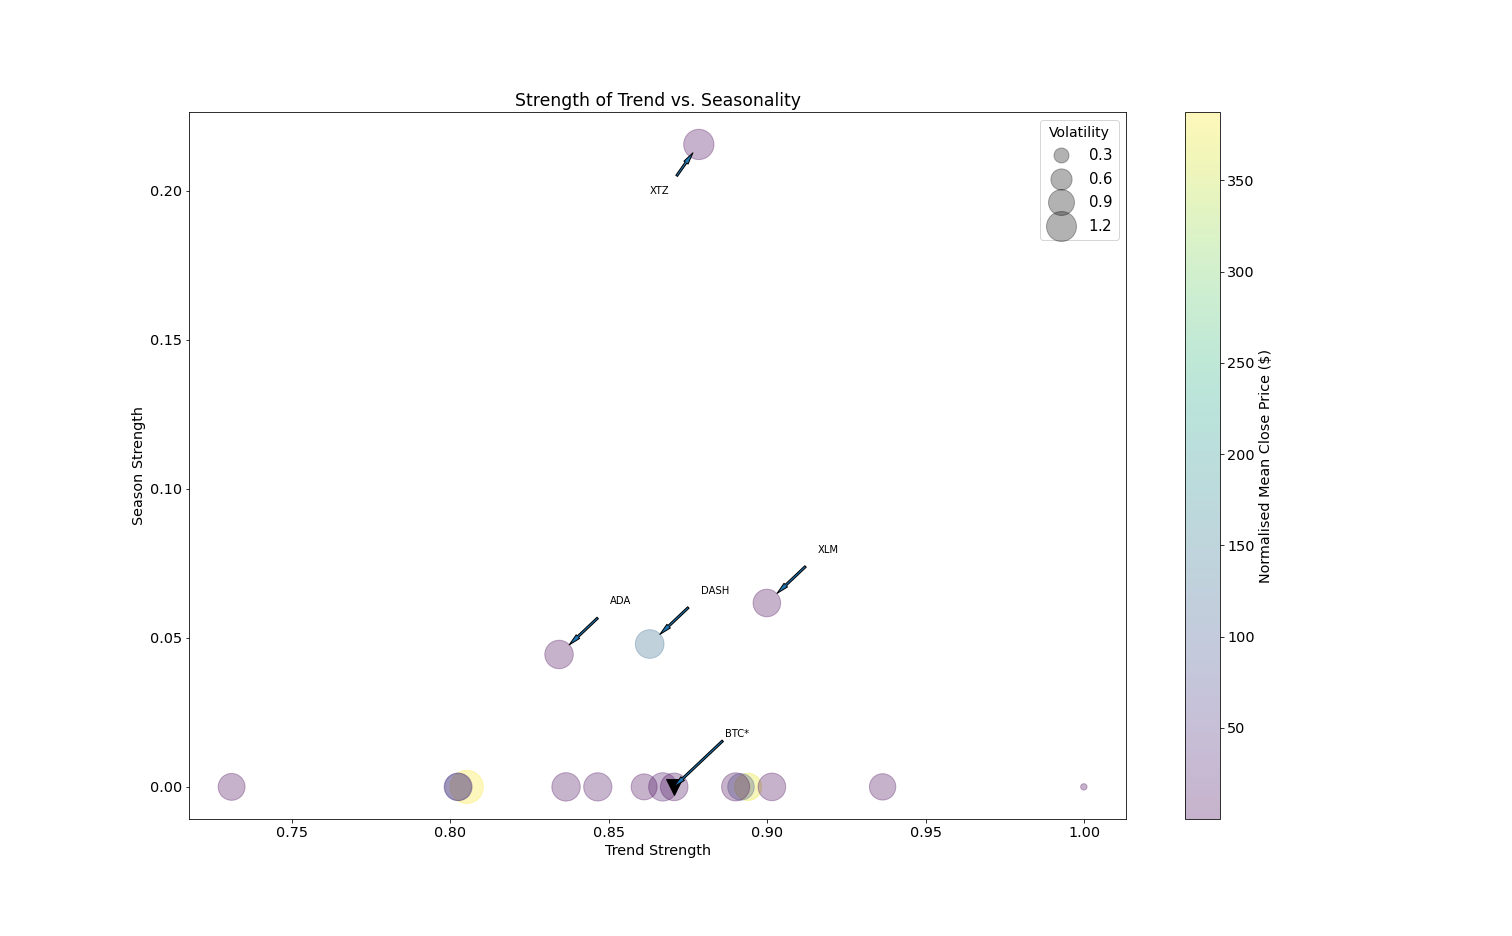 Strength of Trend vs. Seasonality
Volatility
0.3
0.6
0.9
1.2
XTZ
XLM
DASH
ADA
BTC*
0.20
0.15
0.10
0.05
0.00
Season Strength
0.75
0.80
0.85
0.90
0.95
1.00
Trend Strength
350
300
250
200
150
100
50
Normalised Mean Close Price ($)